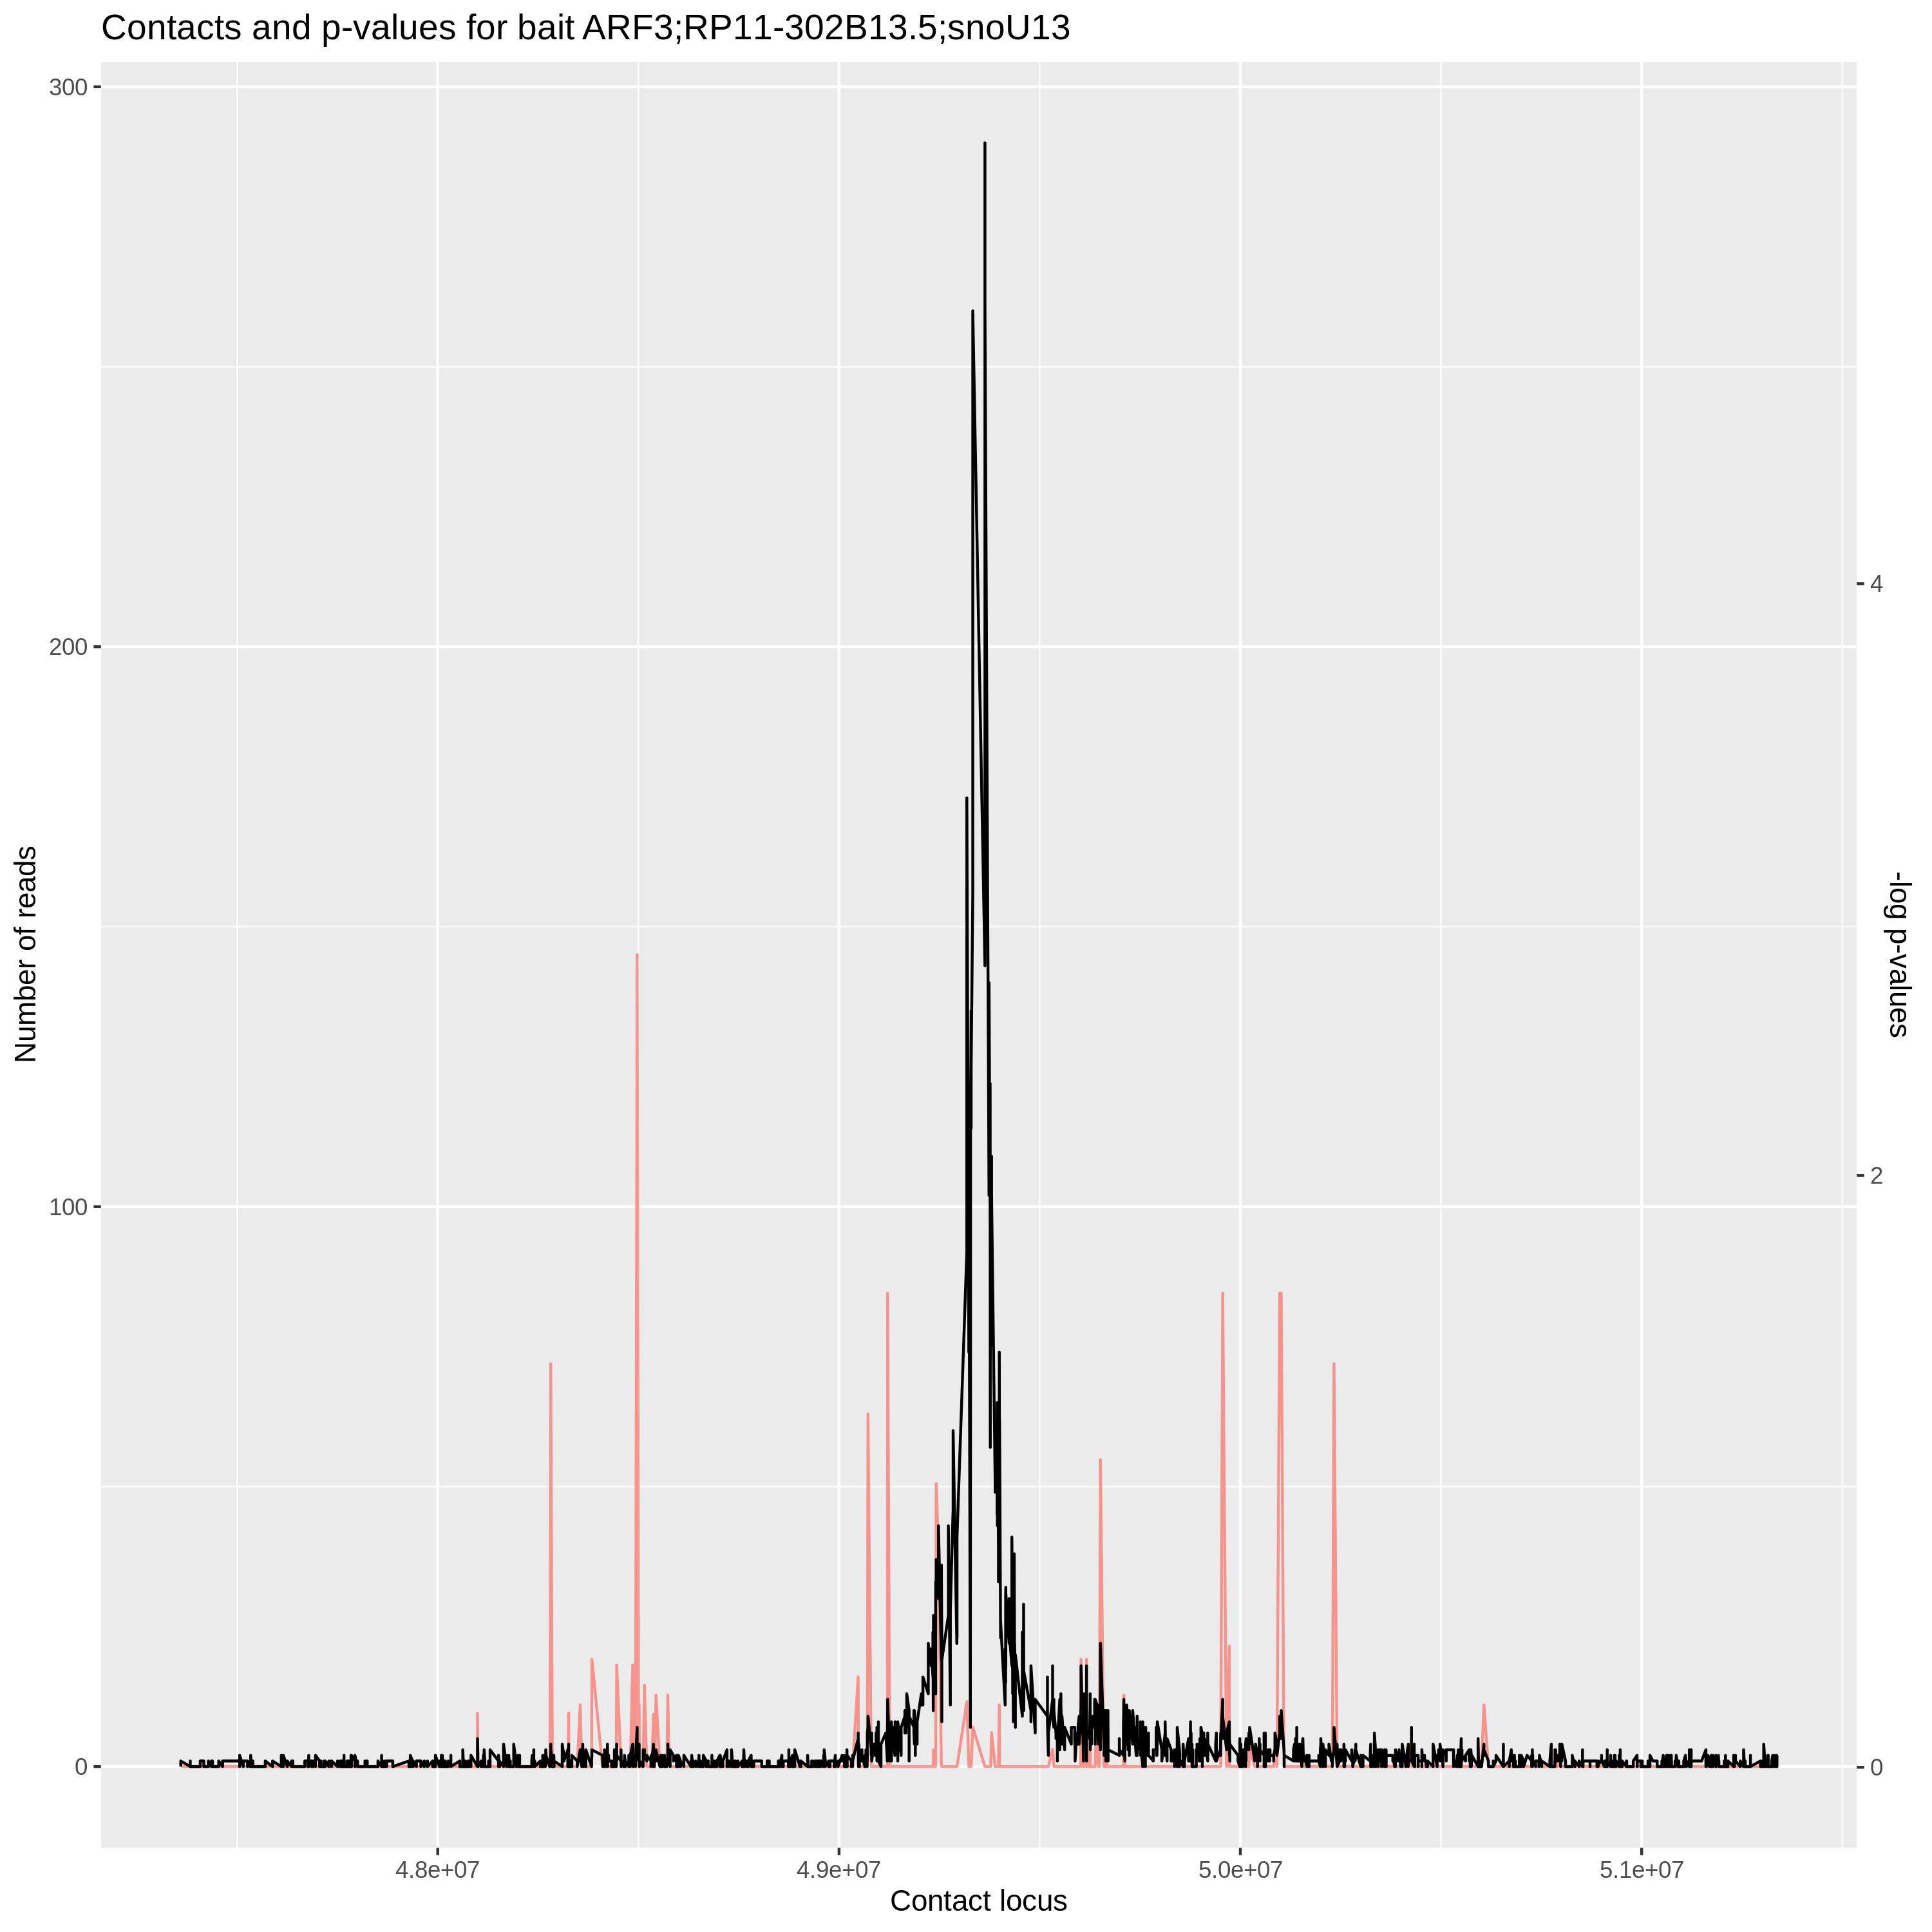 Contacts and p-values for bait ARF3;RP11-302B13.5;snoU13
300
200
100
0
Number of reads
4
2
0
-log p-values
4.8e+07
4.9e+07
5.0e+07
5.1e+07
Contact locus